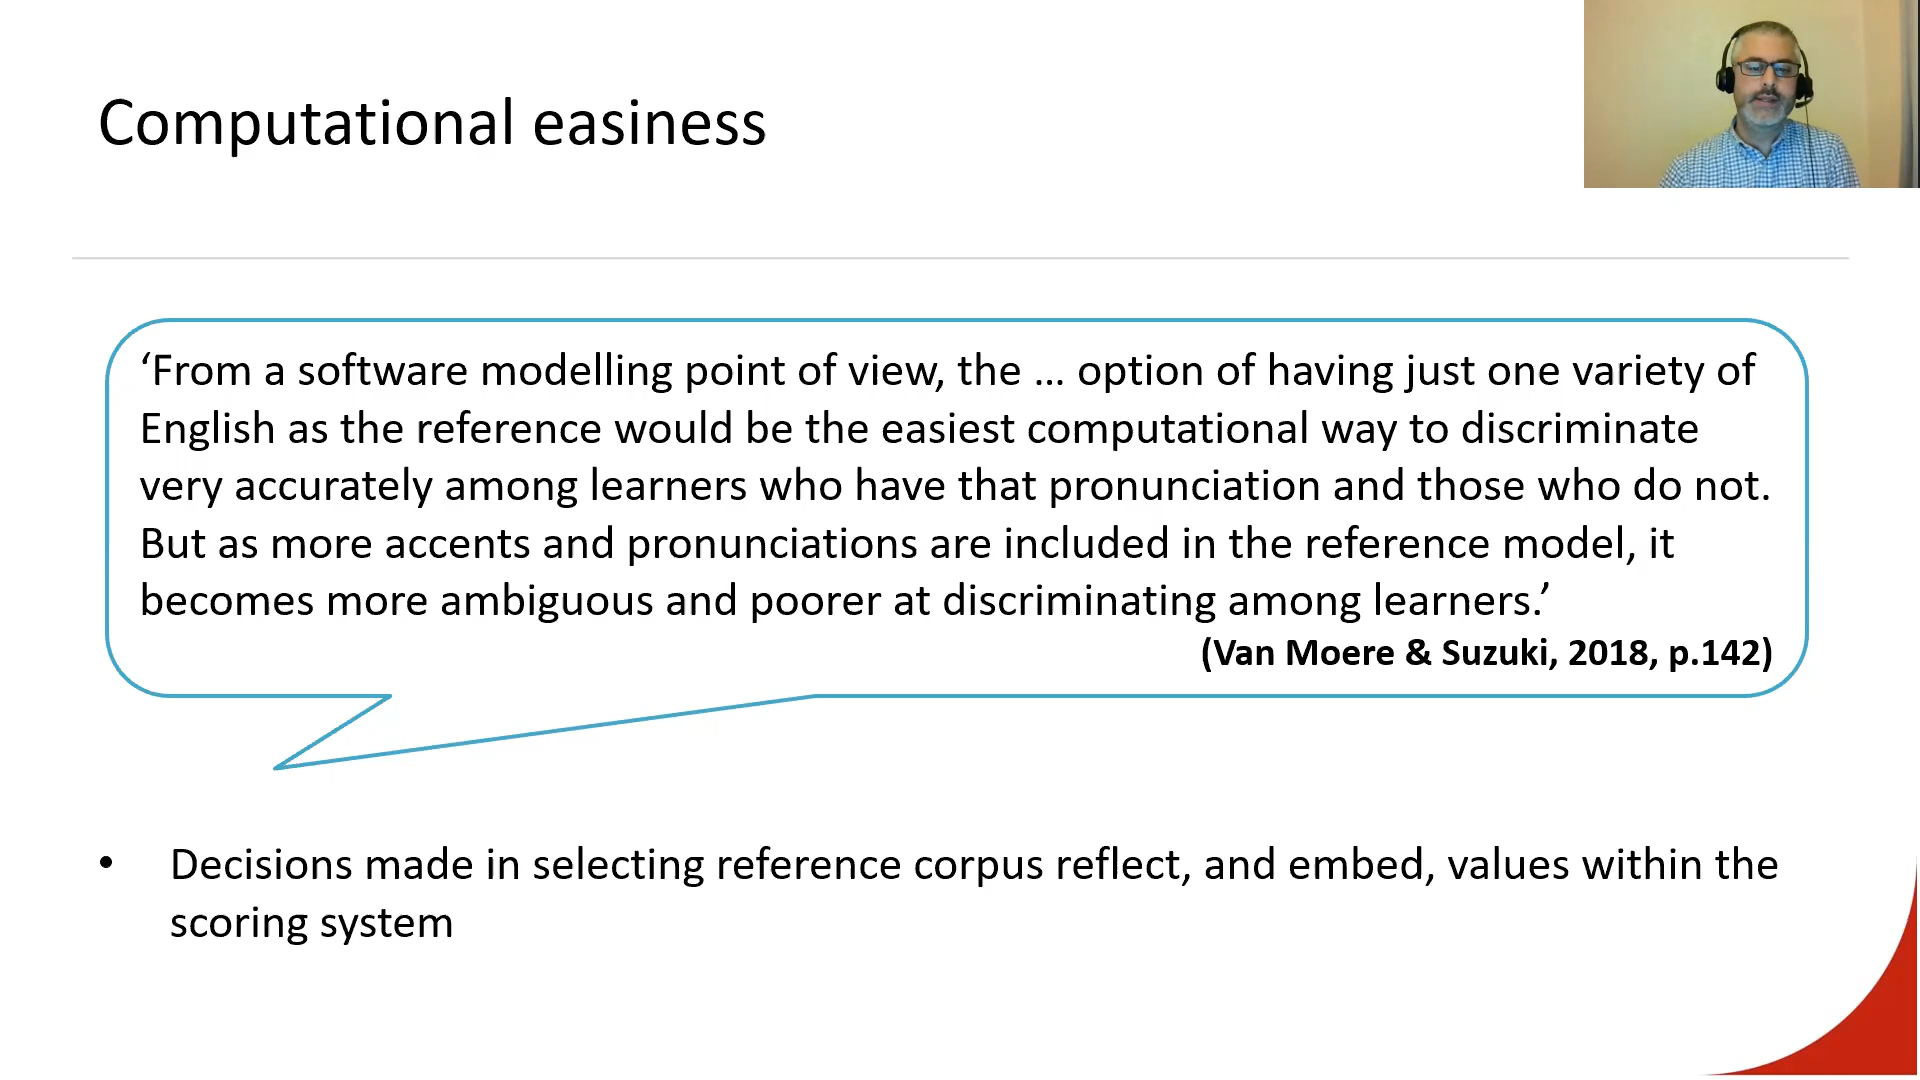 Computational easiness
‘From a software modelling point of view, the ... option of having just one variety of
English as the reference would be the easiest computational way to discriminate
very accurately among learners who have that pronunciation and those who do not.
But as more accents and pronunciations are included in the reference model, it
becomes more ambiguous and poorer at discriminating among learners.’
(Van Moere & Suzuki, 2018, p.142)
• Decisions made in selecting reference corpus reflect, and embed, values within the
scoring system